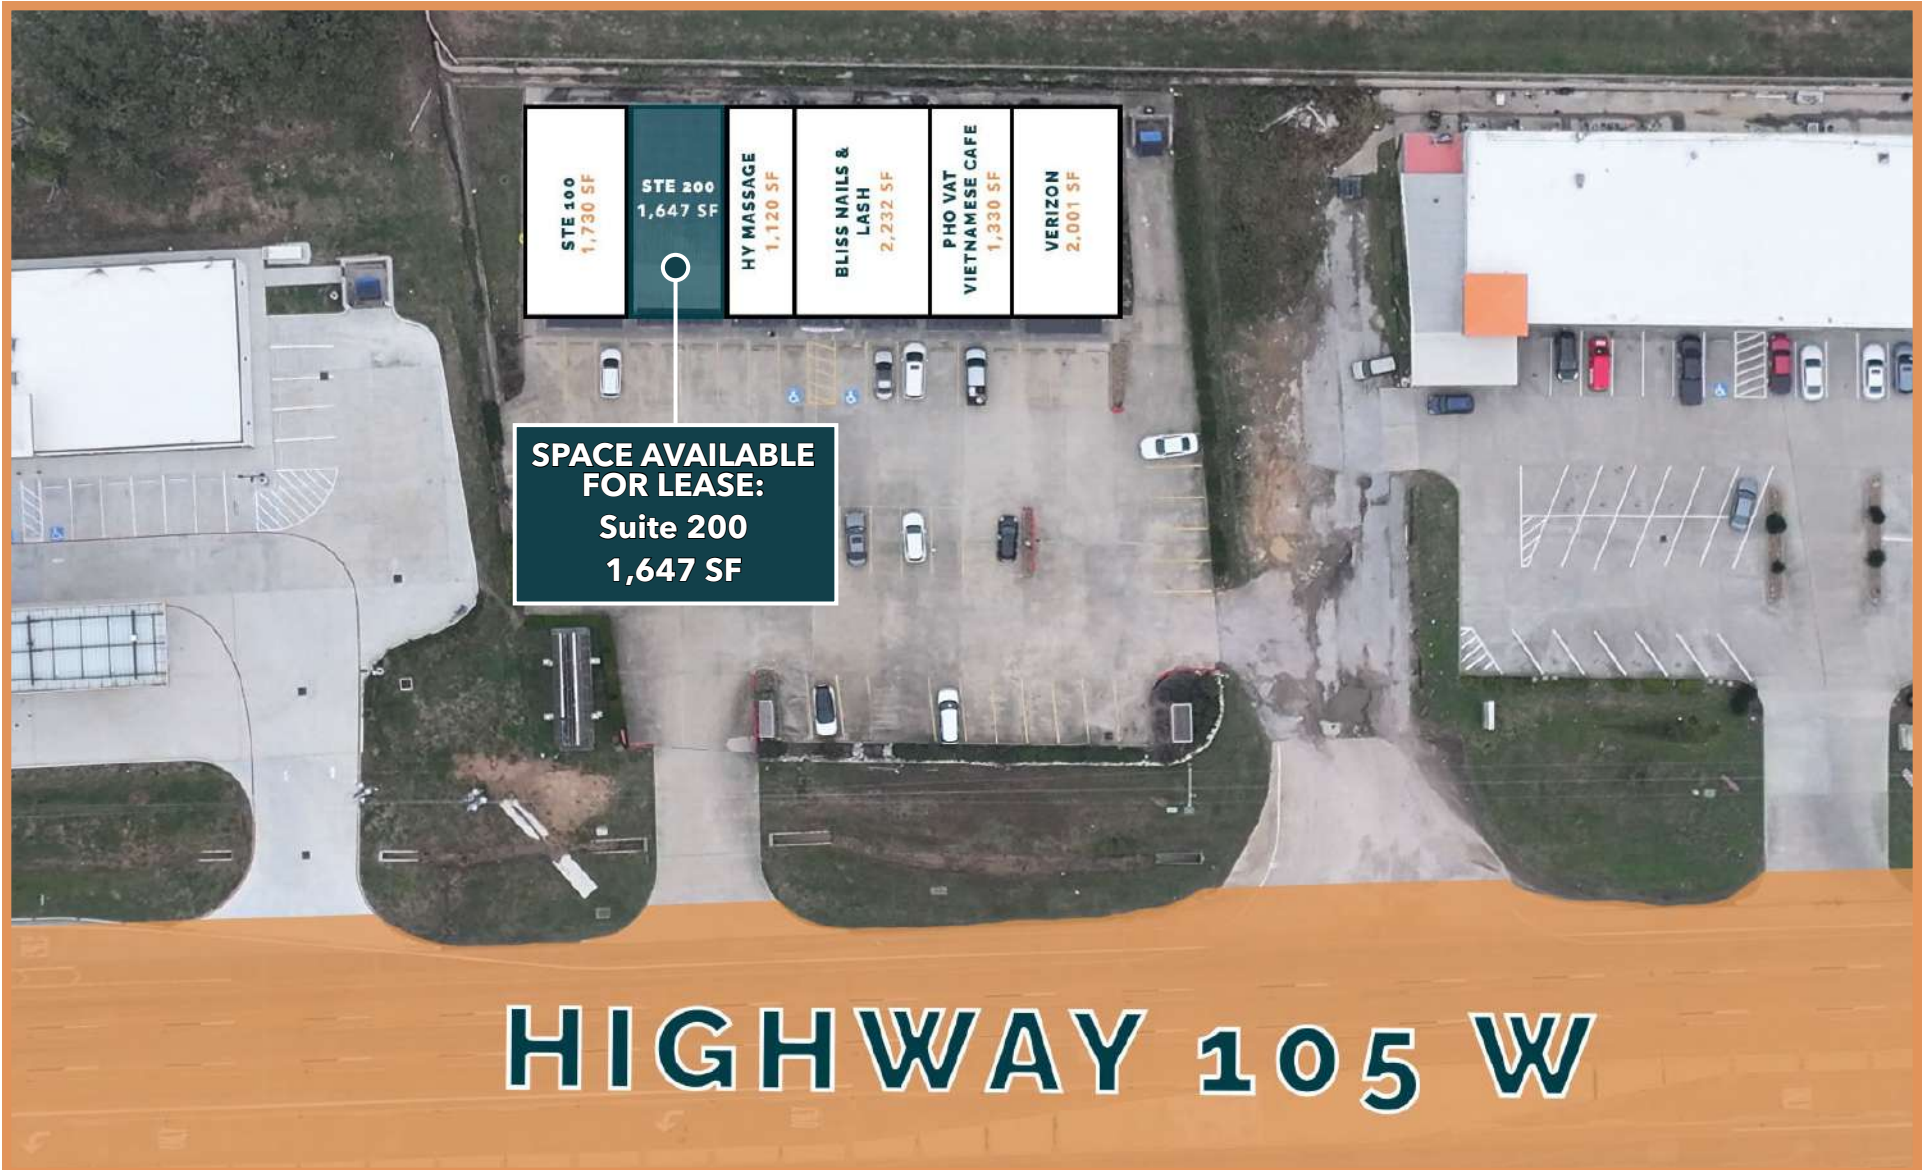 STE 100
1,730 SF
STE 200
1,647 SF
HY MASSAGE
1,120 SF
BLISS NAILS &
LASH
2,232 SF
PHO VAT
VIETNAMESE CAFE
1,330 SF
VERIZON
2,001 SF
SPACE AVAILABLE
FOR LEASE:
Suite 200
1,647 SF
HIGHWAY 105 W